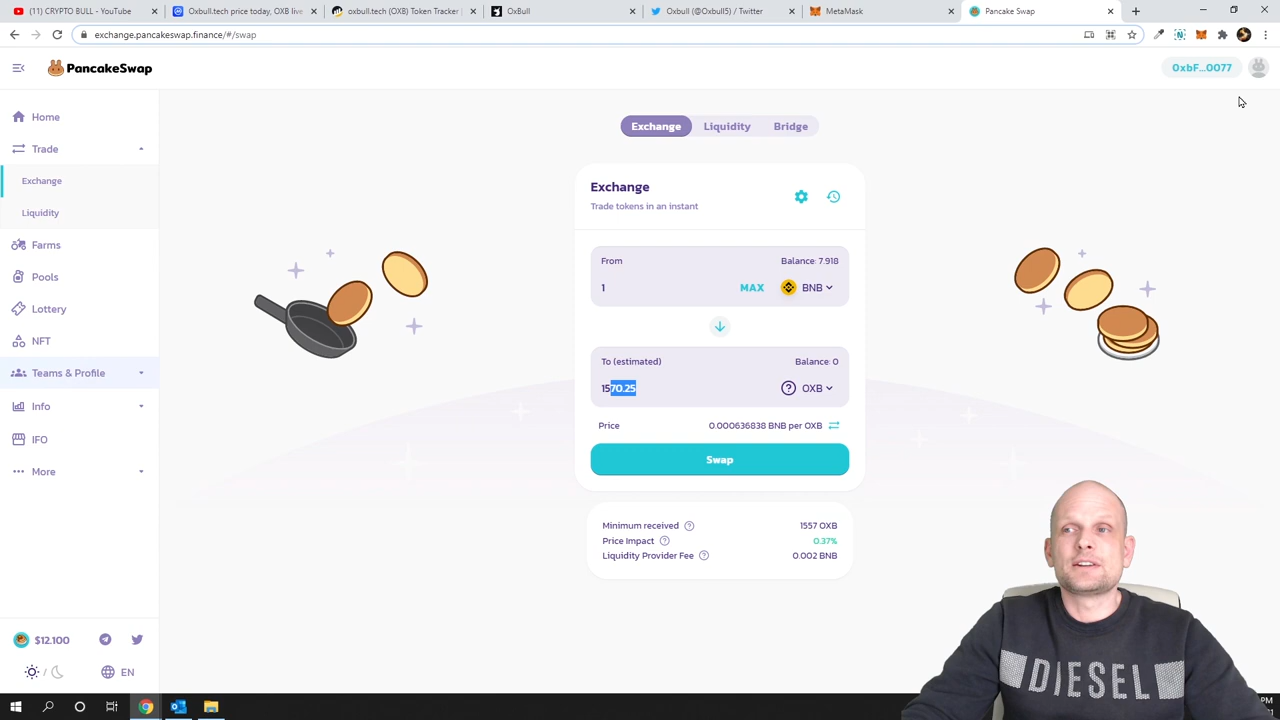 (11) CRYPTO BULL - YouTube
Oxbull.tech price today, OXB live
oxbull.tech (OXB) Token Tracker
OxBull
Oxbull (@Oxbull5) / Twitter
MetaMask
Pancake Swap
exchange.pancakeswap.finance/#/swap
PancakeSwap
0xbF...0077
Home
Trade
Exchange
Liquidity
Farms
Pools
Lottery
NFT
Teams & Profile
Info
IFO
More
$12.100
EN
Exchange
Liquidity
Bridge
Exchange
Trade tokens in an instant
From
Balance: 7.918
1
MAX
BNB
To (estimated)
Balance: 0
1570.25
OXB
Price
0.000636838 BNB per OXB
Swap
Minimum received
1557 OXB
Price Impact
0.37%
Liquidity Provider Fee
0.002 BNB
DIESEL
PM